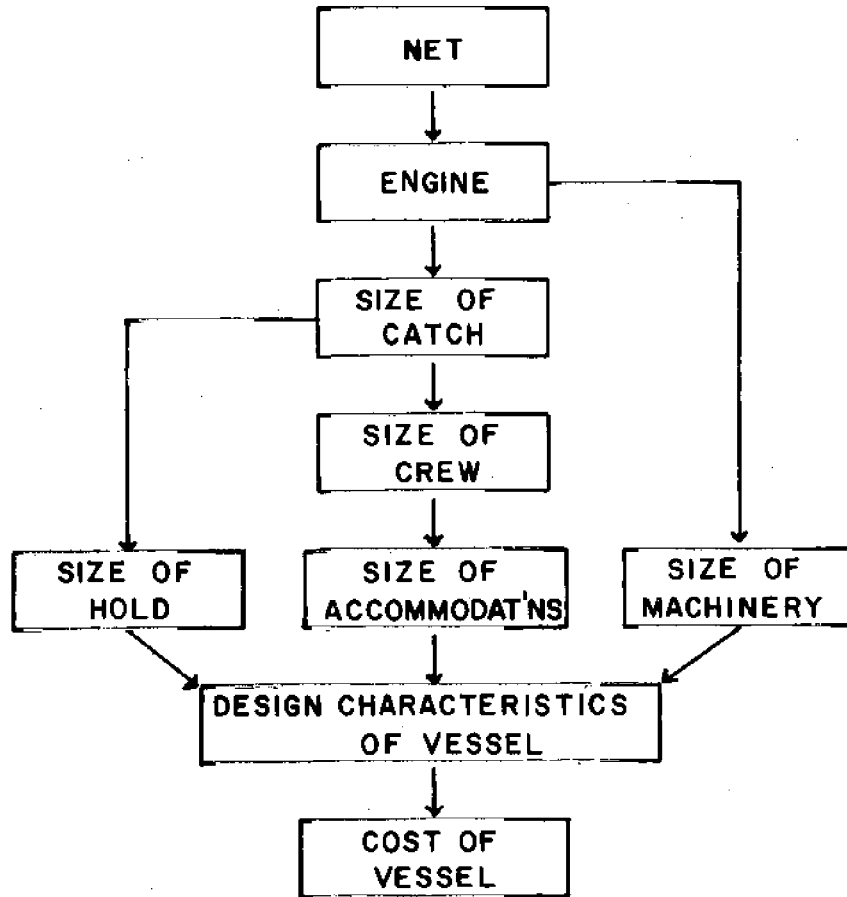 NET
ENGINE
SIZE OF
CATCH
SIZE OF
CREW
SIZE OF
HOLD
SIZE OF
ACCOMMODAT'NS
SIZE OF
MACHINERY
DESIGN CHARACTERISTICS
OF VESSEL
COST OF
VESSEL